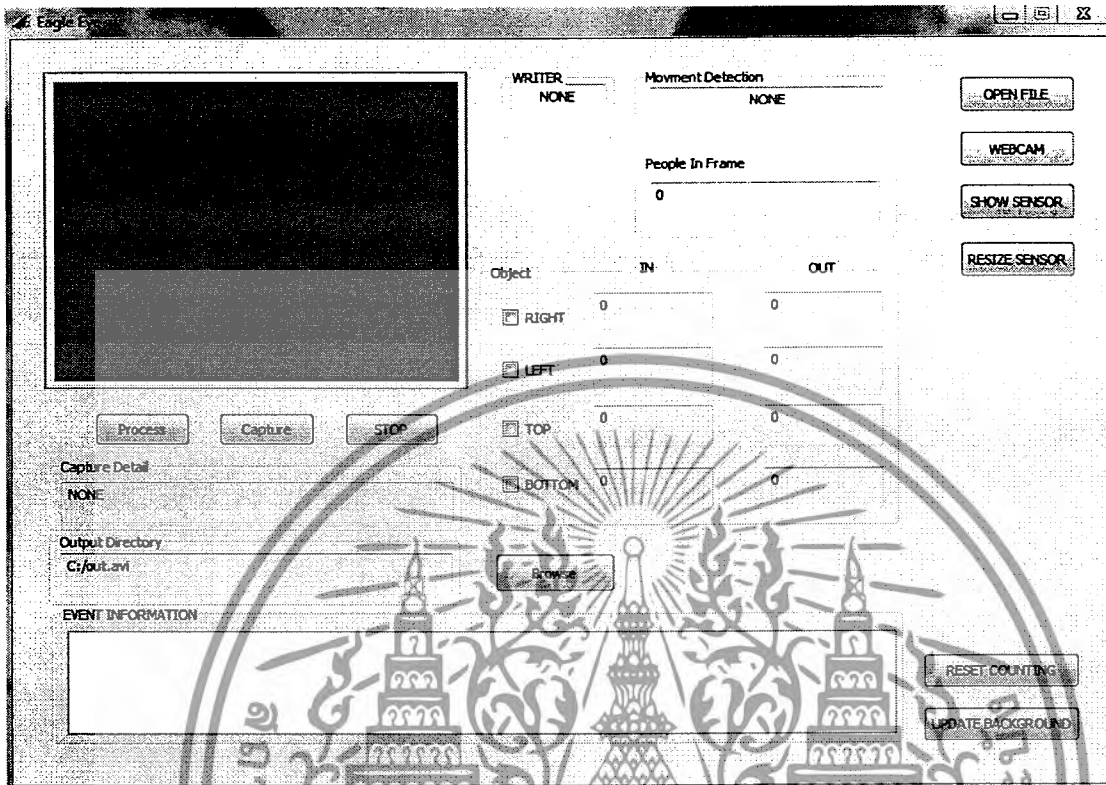 Eagle Eye
WRITER
NONE
Movment Detection
NONE
People In Frame
0
OPEN FILE
WEBCAM
SHOW SENSOR
RESIZE SENSOR
Object
IN
OUT
RIGHT
0
0
LEFT
0
0
TOP
0
0
BOTTOM
0
0
Process
Capture
STOP
Capture Detail
NONE
Output Directory
C:/out.avi
Browse
EVENT INFORMATION
RESET COUNTING
UPDATE BACKGROUND